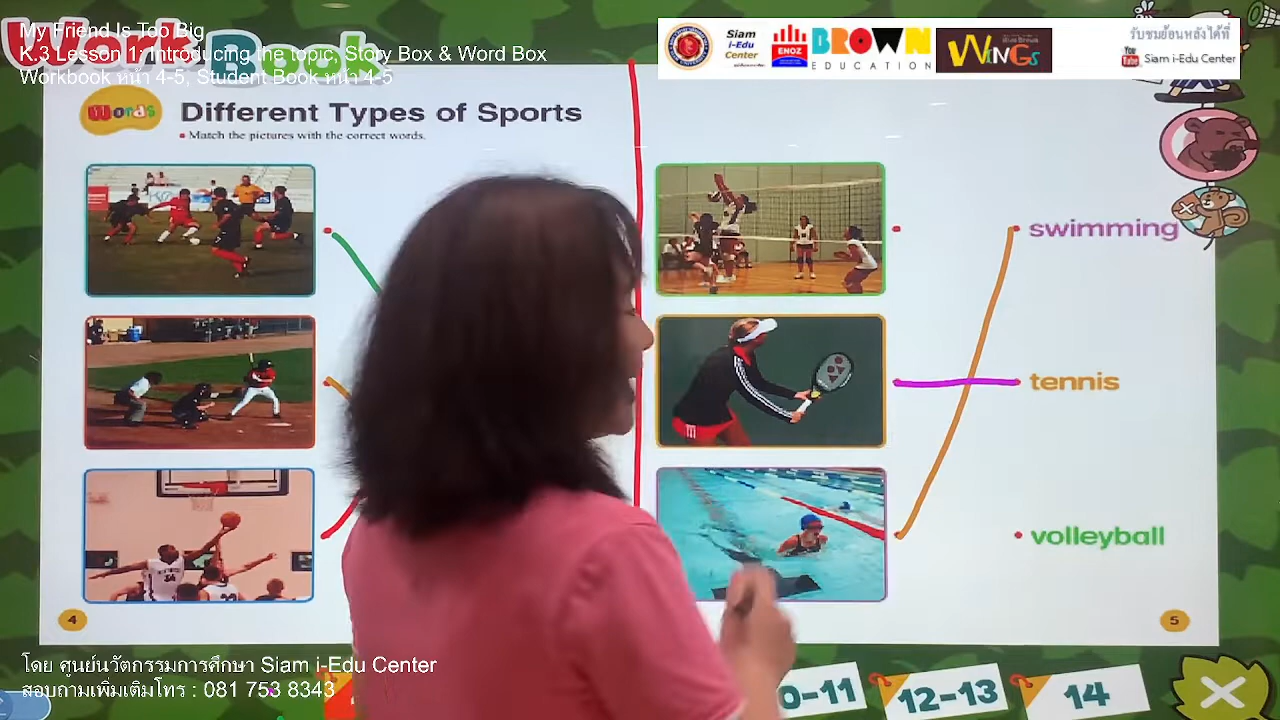 My Friend Is Too Big
K.3 Lesson 1: Introducing the topic, Story Box & Word Box
Workbook หน้า 4-5, Student Book หน้า 4-5
Siam
i-Edu
Center
ENOZ
BROWN
EDUCATION
WINGS
รับชมย้อนหลังได้ที่
You Tube Siam i-Edu Center
Words
Different Types of Sports
Match the pictures with the correct words.
swimming
tennis
volleyball
4
5
โดย ศูนย์นวัตกรรมการศึกษา Siam i-Edu Center
สอบถามเพิ่มเติมโทร : 081 753 8343
0-11
12-13
14